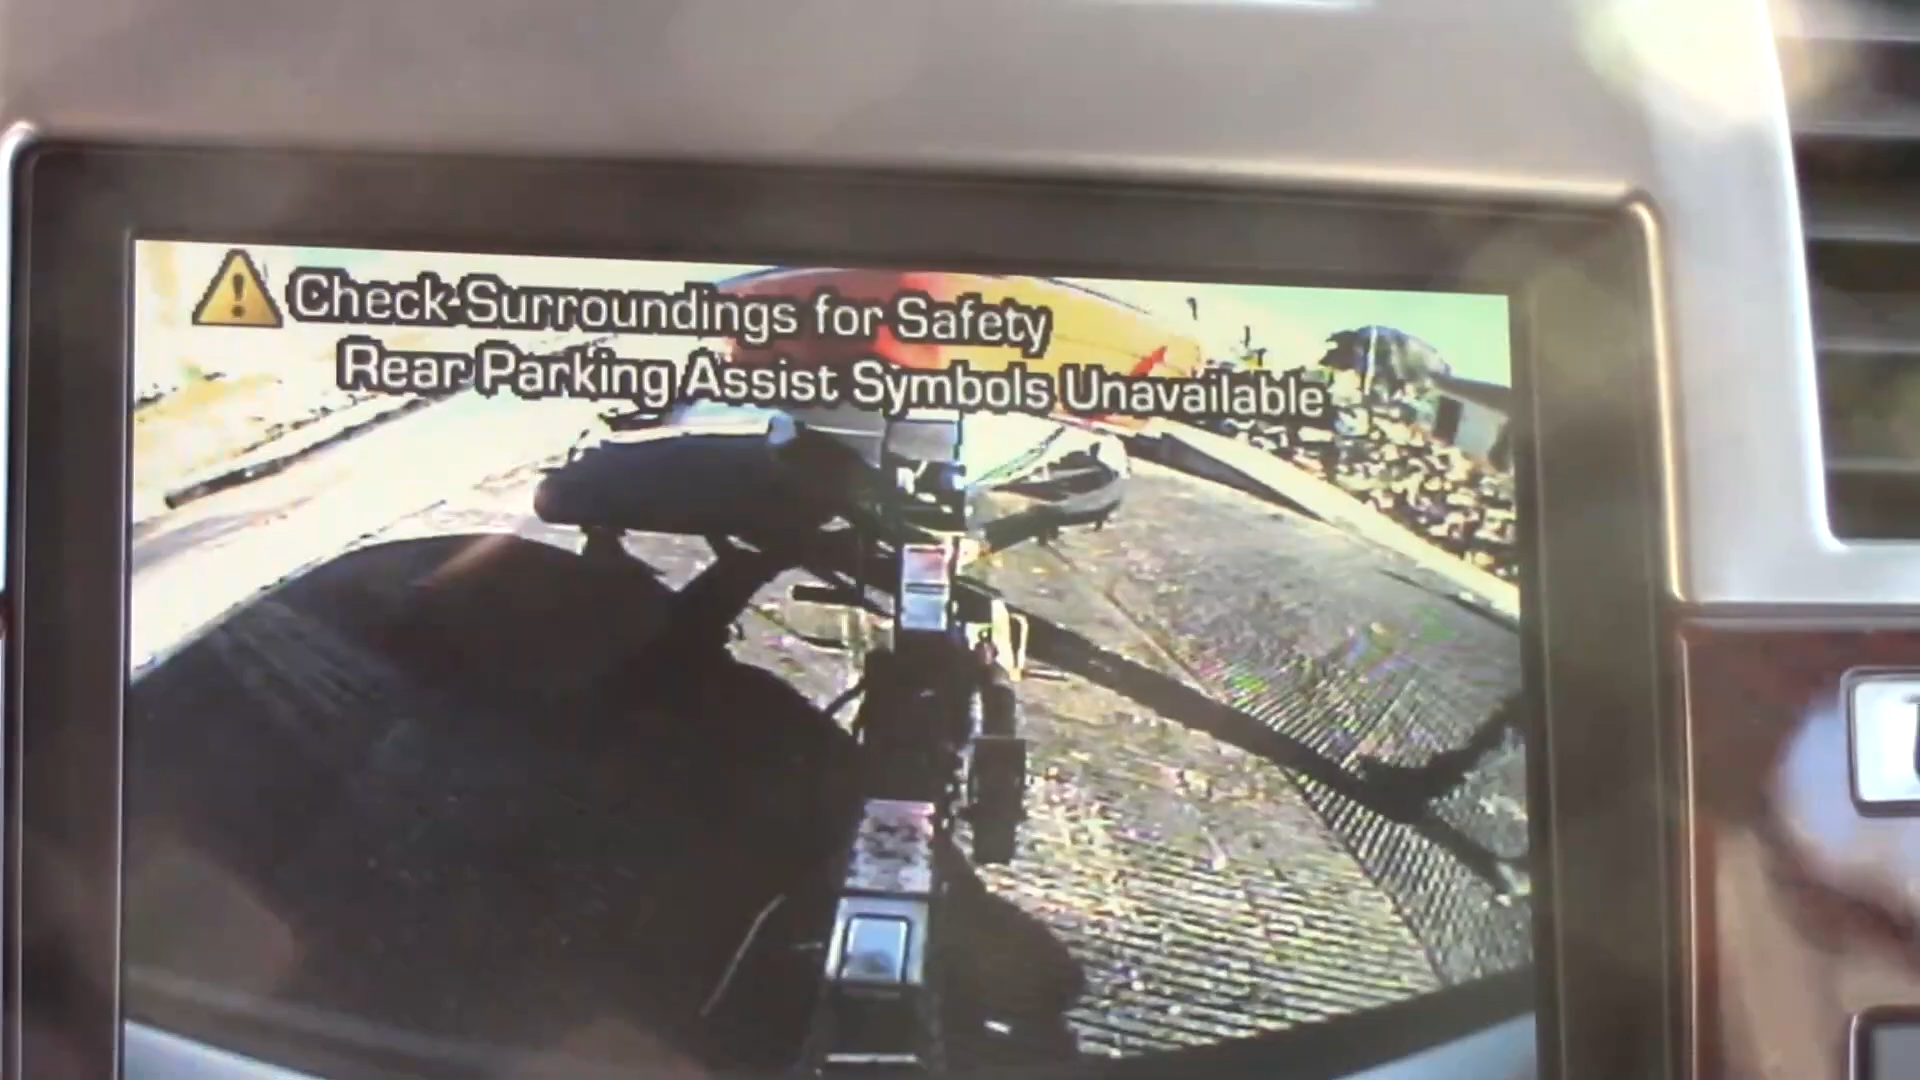 Check Surroundings for Safety
Rear Parking Assist Symbols Unavailable